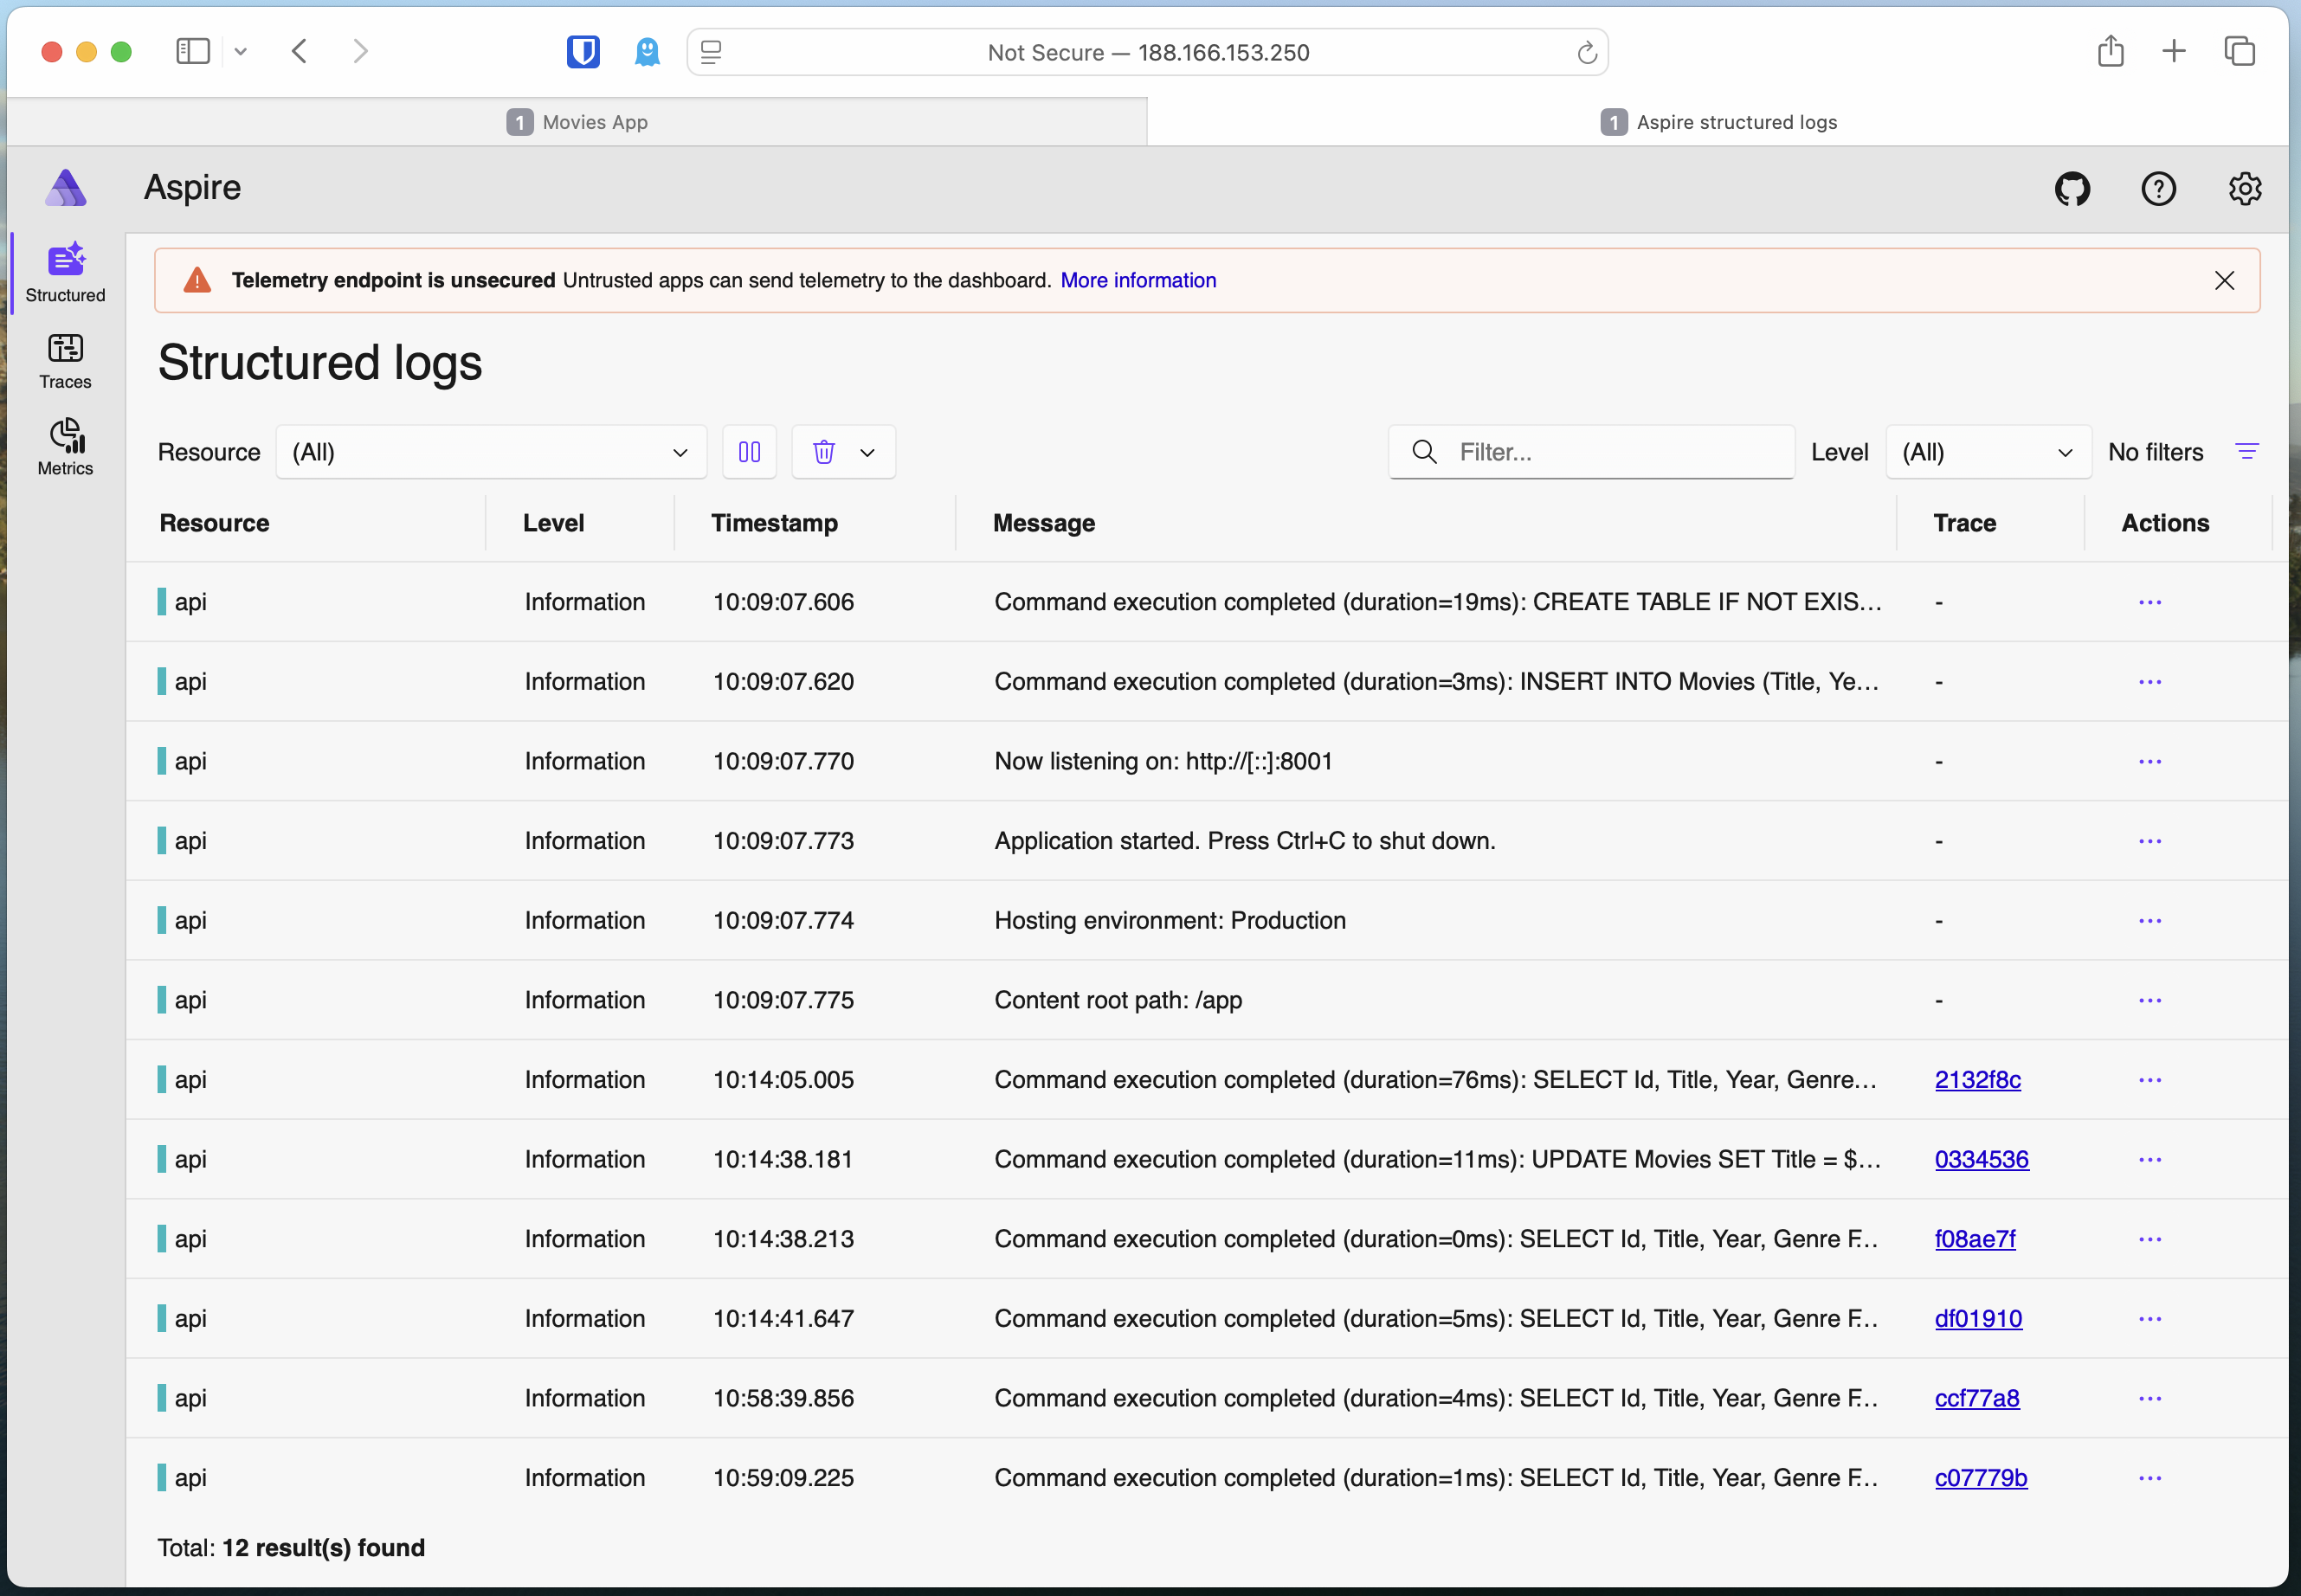 Not Secure — 188.166.153.250
1 Movies App
1 Aspire structured logs
Aspire
Structured
Traces
Metrics
Telemetry endpoint is unsecured Untrusted apps can send telemetry to the dashboard. More information
Structured logs
Resource (All) Filter... Level (All) No filters
Resource Level Timestamp Message Trace Actions
api Information 10:09:07.606 Command execution completed (duration=19ms): CREATE TABLE IF NOT EXIS... - ...
api Information 10:09:07.620 Command execution completed (duration=3ms): INSERT INTO Movies (Title, Ye... - ...
api Information 10:09:07.770 Now listening on: http://[::]:8001 - ...
api Information 10:09:07.773 Application started. Press Ctrl+C to shut down. - ...
api Information 10:09:07.774 Hosting environment: Production - ...
api Information 10:09:07.775 Content root path: /app - ...
api Information 10:14:05.005 Command execution completed (duration=76ms): SELECT Id, Title, Year, Genre... 2132f8c ...
api Information 10:14:38.181 Command execution completed (duration=11ms): UPDATE Movies SET Title = $... 0334536 ...
api Information 10:14:38.213 Command execution completed (duration=0ms): SELECT Id, Title, Year, Genre F... f08ae7f ...
api Information 10:14:41.647 Command execution completed (duration=5ms): SELECT Id, Title, Year, Genre F... df01910 ...
api Information 10:58:39.856 Command execution completed (duration=4ms): SELECT Id, Title, Year, Genre F... ccf77a8 ...
api Information 10:59:09.225 Command execution completed (duration=1ms): SELECT Id, Title, Year, Genre F... c07779b ...
Total: 12 result(s) found